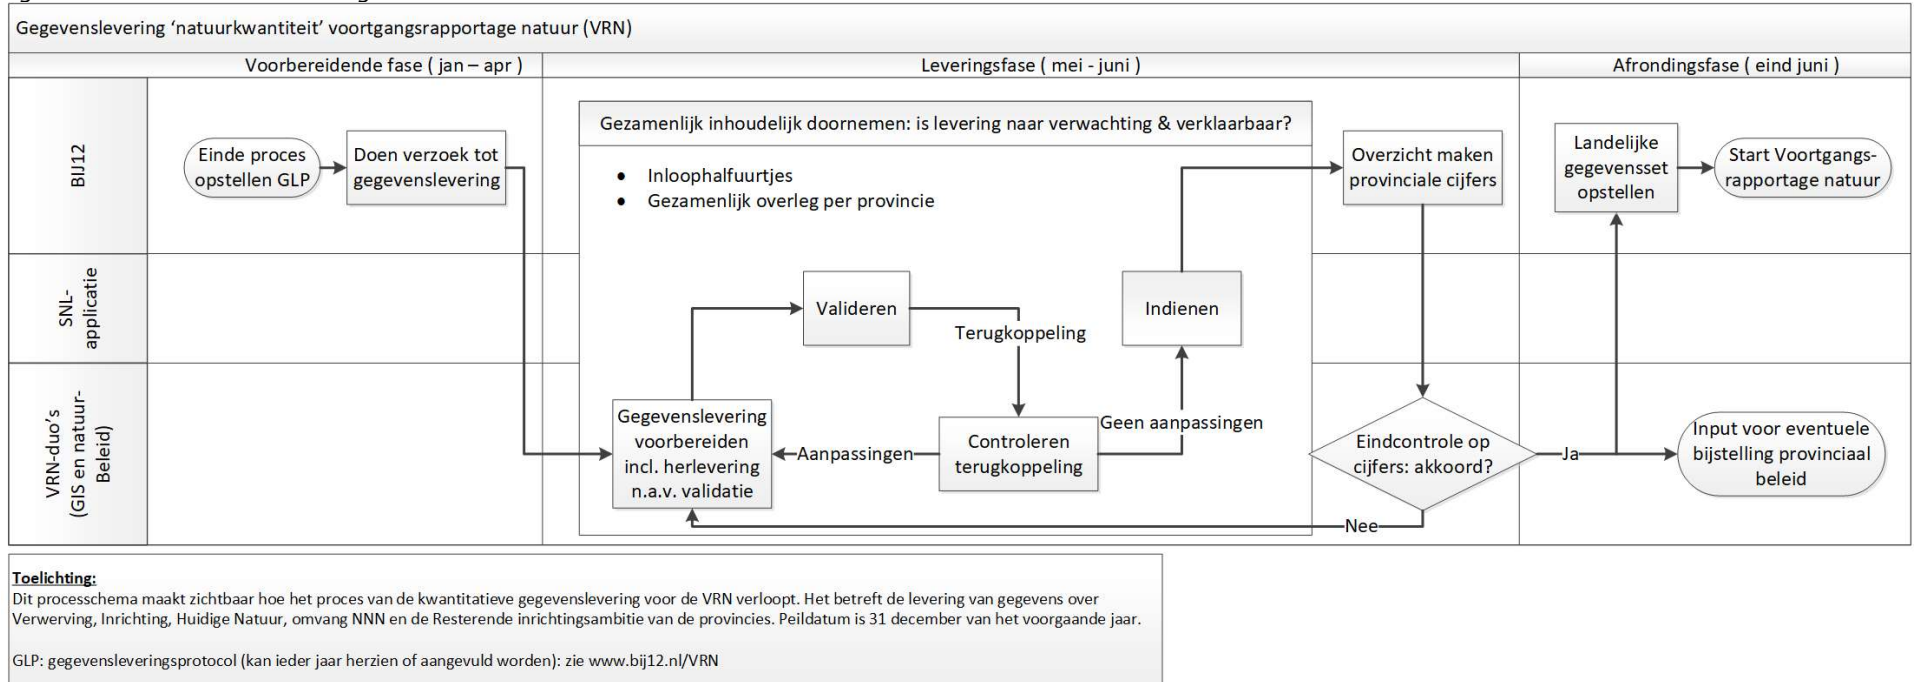 Gegevenslevering ‘natuurkwantiteit’ voortgangsrapportage natuur (VRN)
Voorbereidende fase ( jan – apr )
Leveringsfase ( mei - juni )
Afrondingsfase ( eind juni )
BIJ12
Einde proces
opstellen GLP
Doen verzoek tot
gegevenslevering
Gezamenlijk inhoudelijk doornemen: is levering naar verwachting & verklaarbaar?
• Inloophalfuurtjes
• Gezamenlijk overleg per provincie
Overzicht maken
provinciale cijfers
Landelijke
gegevensset
opstellen
Start Voortgangs-
rapportage natuur
SNL-
applicatie
Valideren
Terugkoppeling
Indienen
VRN-duo’s
(GIS en natuur-
Beleid)
Gegevenslevering
voorbereiden
incl. herlevering
n.a.v. validatie
Aanpassingen
Controleren
terugkoppeling
Geen aanpassingen
Eindcontrole op
cijfers: akkoord?
Ja
Nee
Input voor eventuele
bijstelling provinciaal
beleid
Toelichting:
Dit processchema maakt zichtbaar hoe het proces van de kwantitatieve gegevenslevering voor de VRN verloopt. Het betreft de levering van gegevens over
Verwerving, Inrichting, Huidige Natuur, omvang NNN en de Resterende inrichtingsambitie van de provincies. Peildatum is 31 december van het voorgaande jaar.
GLP: gegevensleveringsprotocol (kan ieder jaar herzien of aangevuld worden): zie www.bij12.nl/VRN